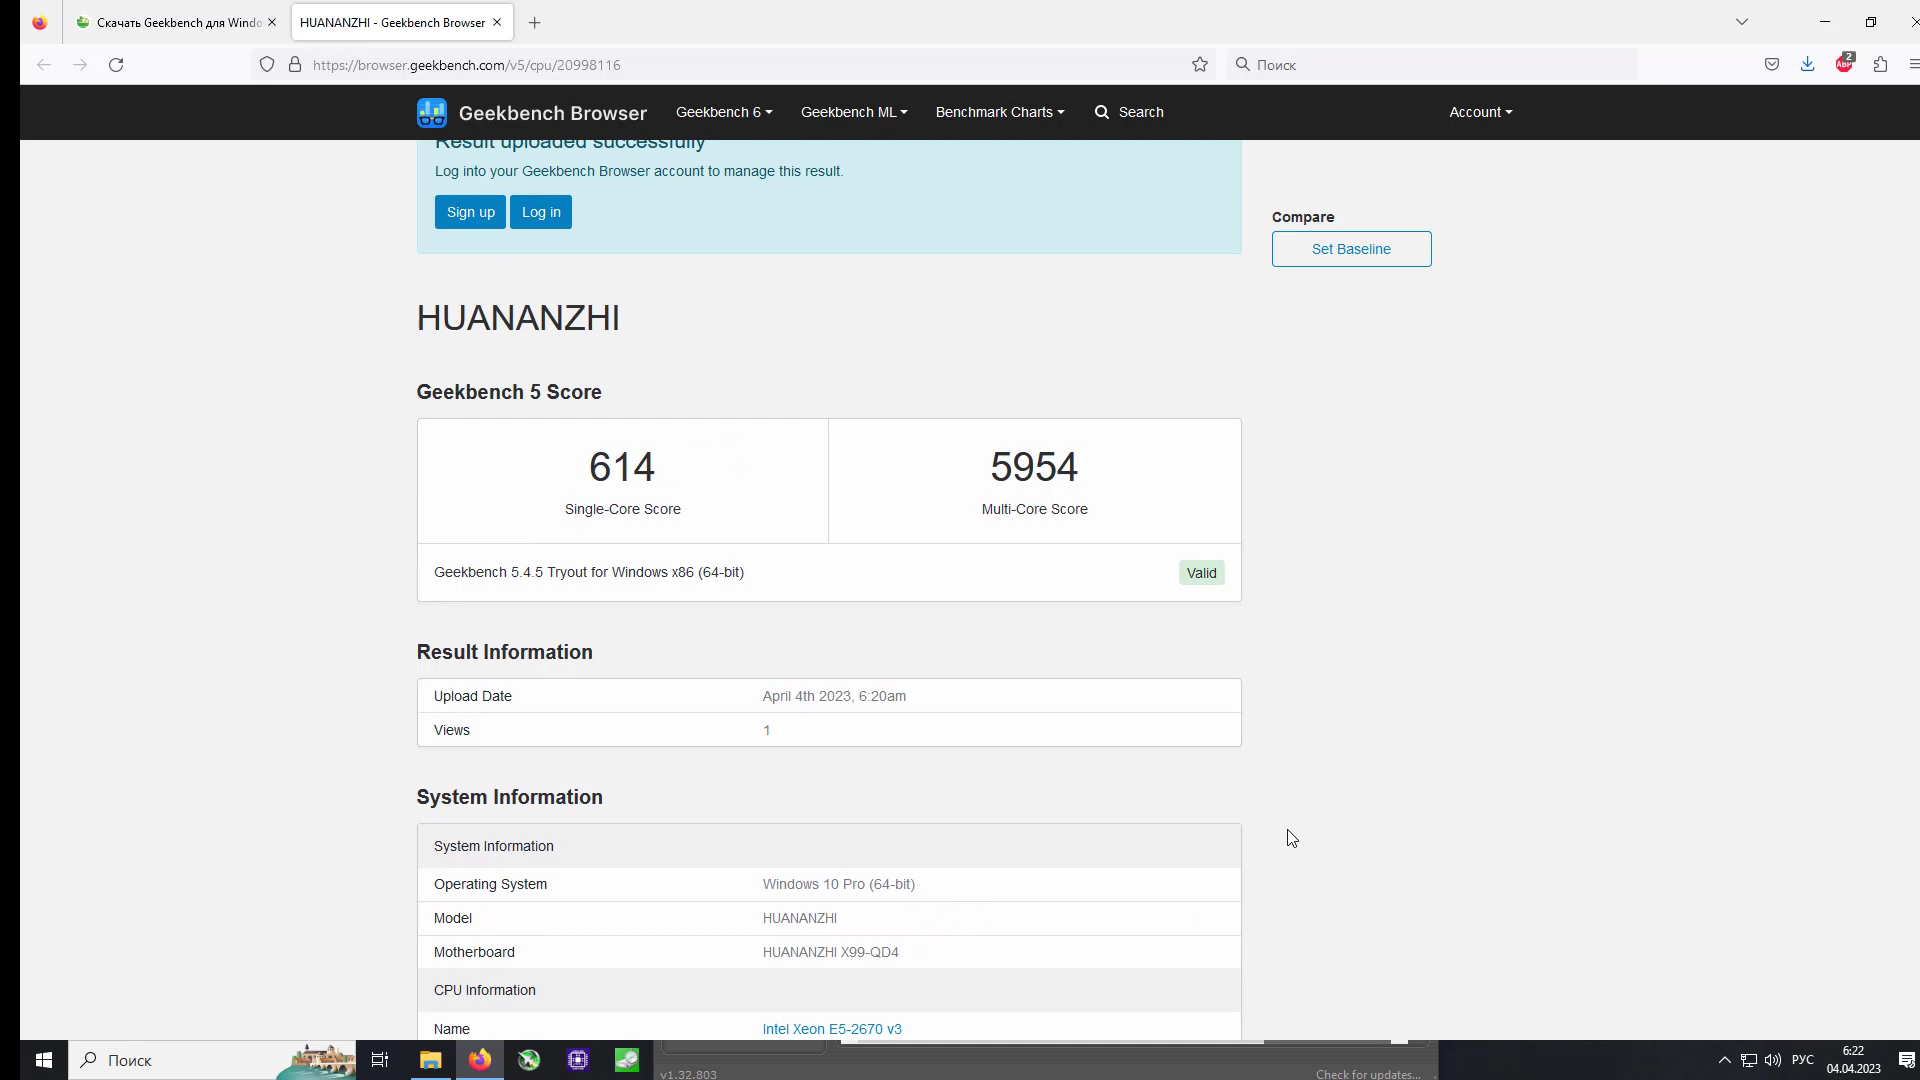 Скачать Geekbench для Windo
HUANANZHI - Geekbench Browser
https://browser.geekbench.com/v5/cpu/20998116
Поиск
ABP
2
Geekbench Browser
Geekbench 6
Geekbench ML
Benchmark Charts
Search
Account
Result uploaded successfully
Log into your Geekbench Browser account to manage this result.
Sign up
Log in
Compare
Set Baseline
HUANANZHI
Geekbench 5 Score
614
5954
Single-Core Score
Multi-Core Score
Geekbench 5.4.5 Tryout for Windows x86 (64-bit)
Valid
Result Information
Upload Date
April 4th 2023, 6:20am
Views
1
System Information
System Information
Operating System
Windows 10 Pro (64-bit)
Model
HUANANZHI
Motherboard
HUANANZHI X99-QD4
CPU Information
Name
Intel Xeon E5-2670 v3
Поиск
v1.32.803
Check for updates...
РУС
6:22
04.04.2023